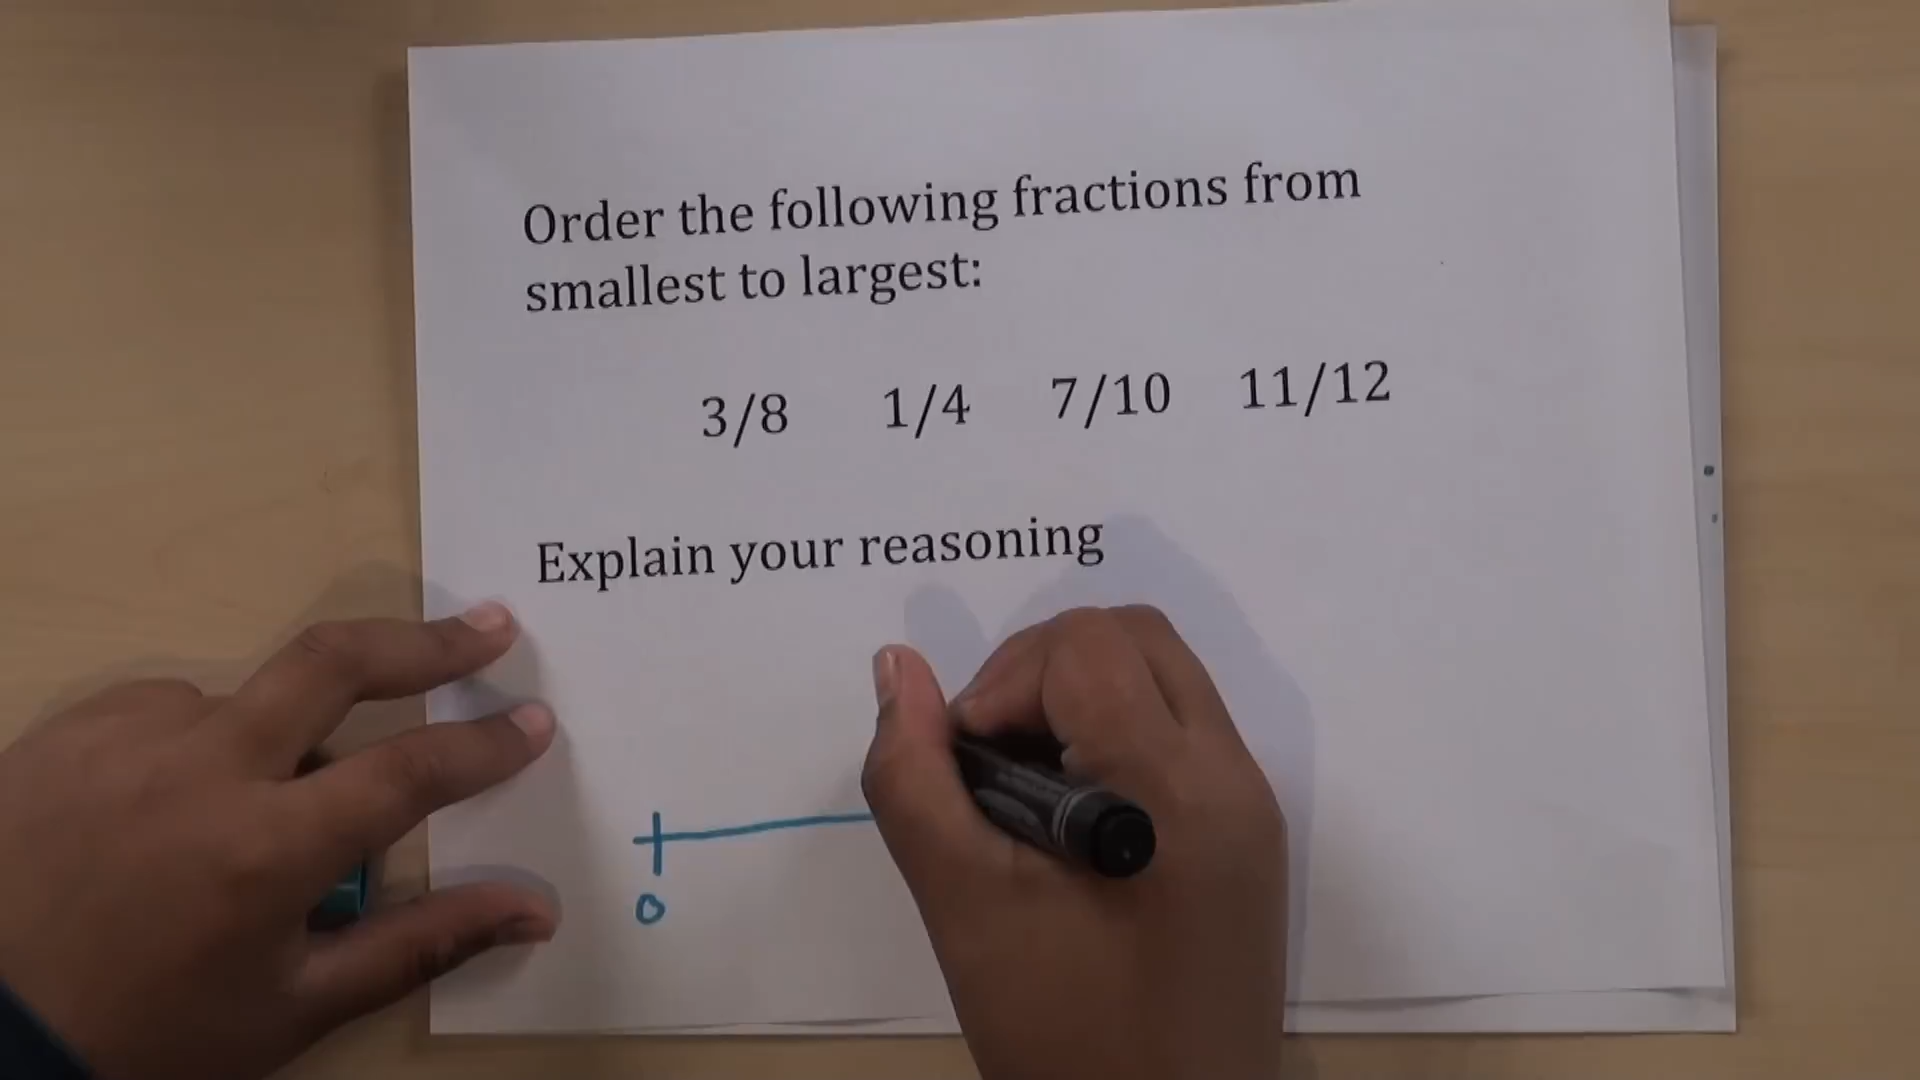 Order the following fractions from
smallest to largest:
3/8 1/4 7/10 11/12
Explain your reasoning
0